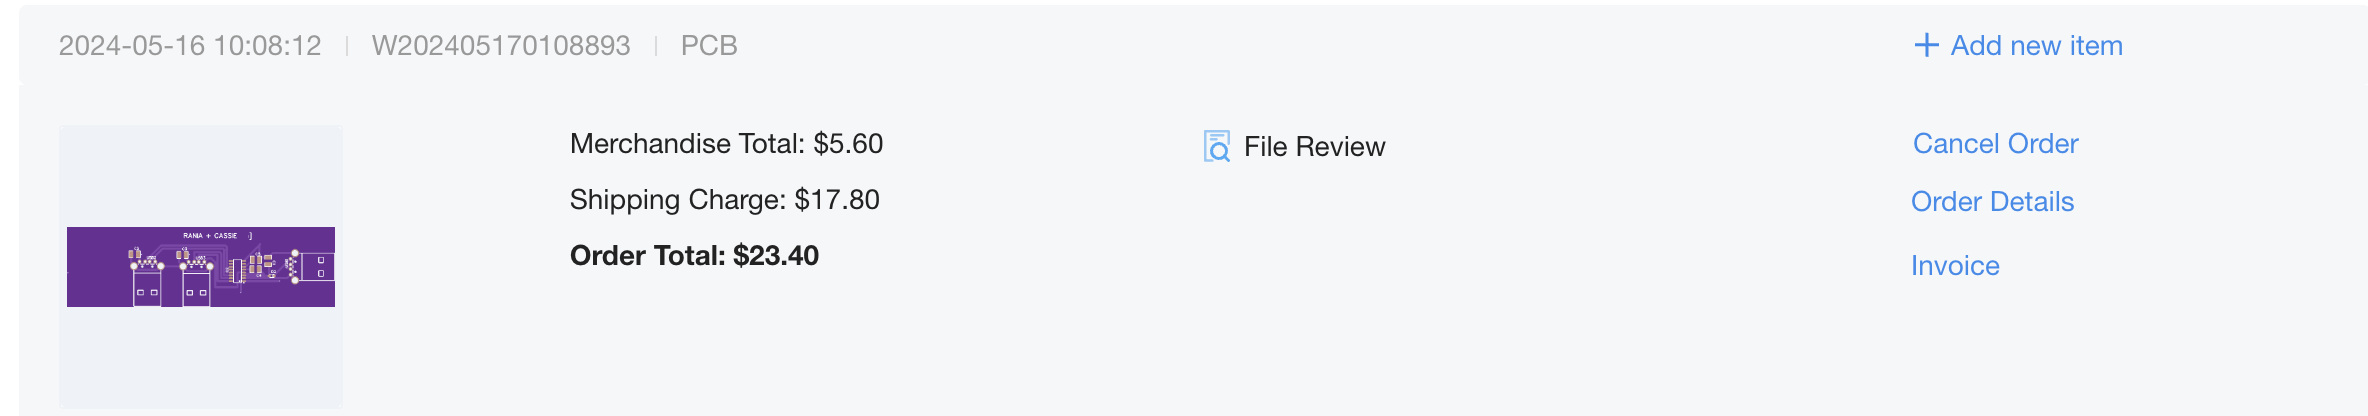 2024-05-16 10:08:12 W202405170108893 PCB
Add new item
RANIA + CASSIE :)
Merchandise Total: $5.60
Shipping Charge: $17.80
Order Total: $23.40
File Review
Cancel Order
Order Details
Invoice